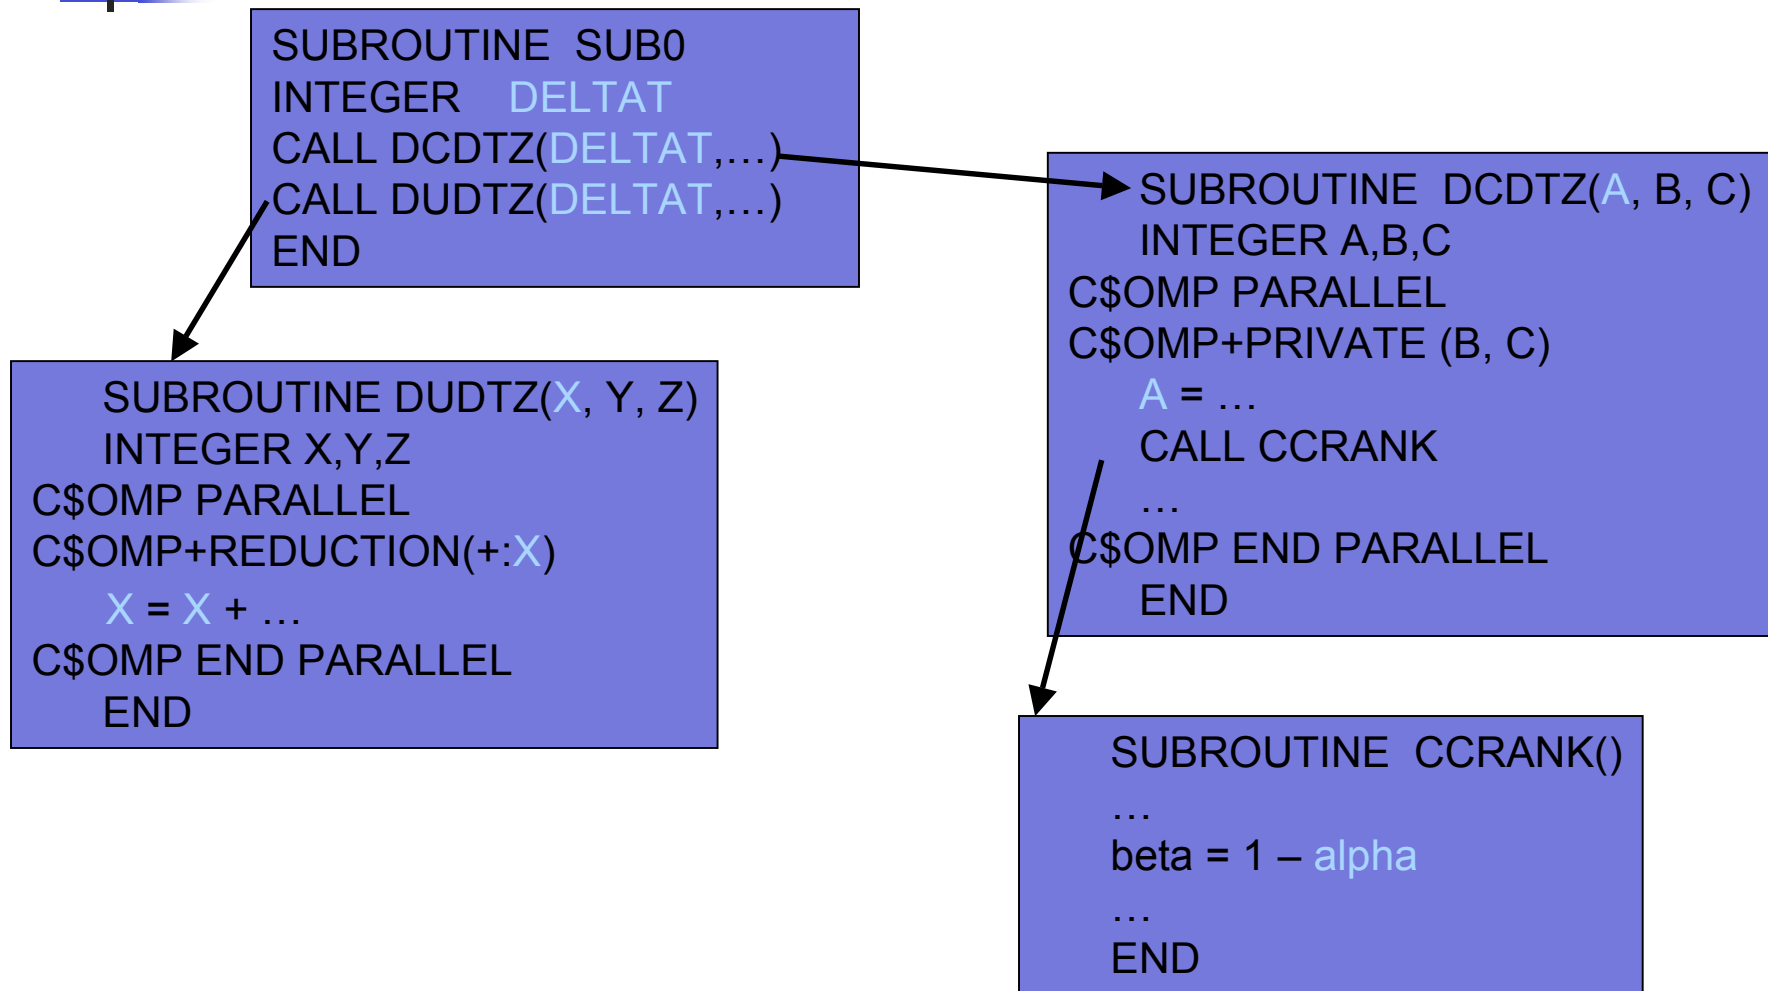 SUBROUTINE SUB0
INTEGER DELTAT
CALL DCDTZ(DELTAT,…)
CALL DUDTZ(DELTAT,…)
END
SUBROUTINE DCDTZ(A, B, C)
INTEGER A,B,C
C$OMP PARALLEL
C$OMP+PRIVATE (B, C)
A = …
CALL CCRANK
…
C$OMP END PARALLEL
END
SUBROUTINE DUDTZ(X, Y, Z)
INTEGER X,Y,Z
C$OMP PARALLEL
C$OMP+REDUCTION(+:X)
X = X + …
C$OMP END PARALLEL
END
SUBROUTINE CCRANK()
…
beta = 1 – alpha
…
END